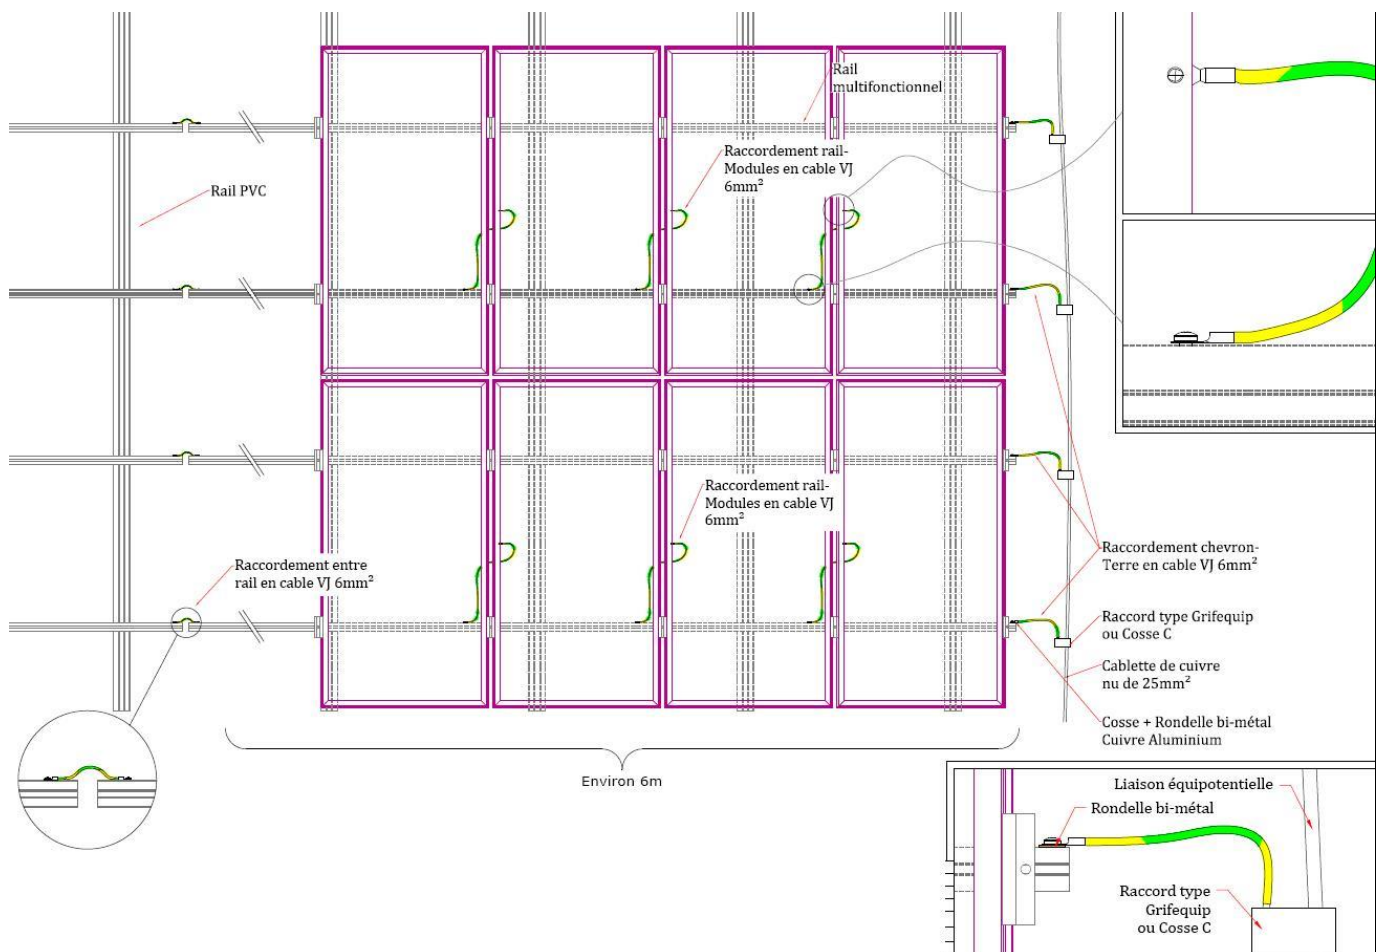 Rail
multifonctionnel
Raccordement rail-
Modules en cable VJ
6mm²
Rail PVC
Raccordement rail-
Modules en cable VJ
6mm²
Raccordement entre
rail en cable VJ 6mm²
Raccordement chevron-
Terre en cable VJ 6mm²
Raccord type Grifequip
ou Cosse C
Cablette de cuivre
nu de 25mm²
Cosse + Rondelle bi-métal
Cuivre Aluminium
Environ 6m
Liaison équipotentielle
Rondelle bi-métal
Raccord type
Grifequip
ou Cosse C